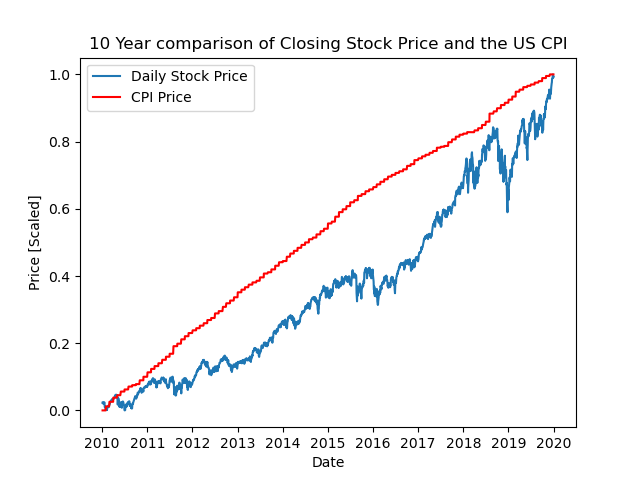 10 Year comparison of Closing Stock Price and the US CPI
Daily Stock Price
CPI Price
1.0
0.8
0.6
0.4
0.2
0.0
Price [Scaled]
2010 2011 2012 2013 2014 2015 2016 2017 2018 2019 2020
Date